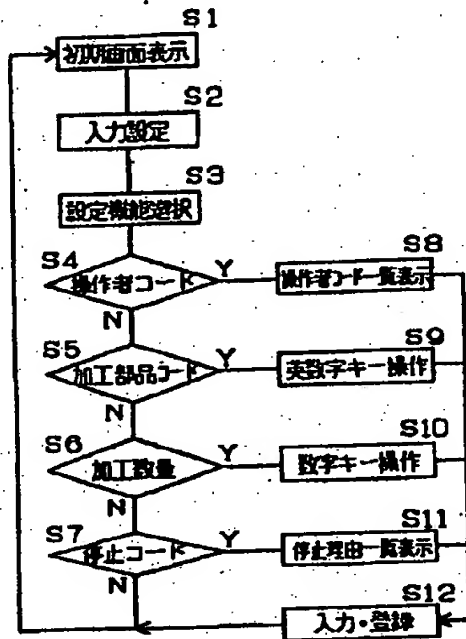 S1
初期画面表示
S2
入力設定
S3
設定機能選択
S4
操作者コード
Y
S8
操作者コード一覧表示
N
S5
加工部品コード
Y
S9
英数字キー操作
N
S6
加工数量
Y
S10
数字キー操作
N
S7
停止コード
Y
S11
停止理由一覧表示
N
S12
入力・登録